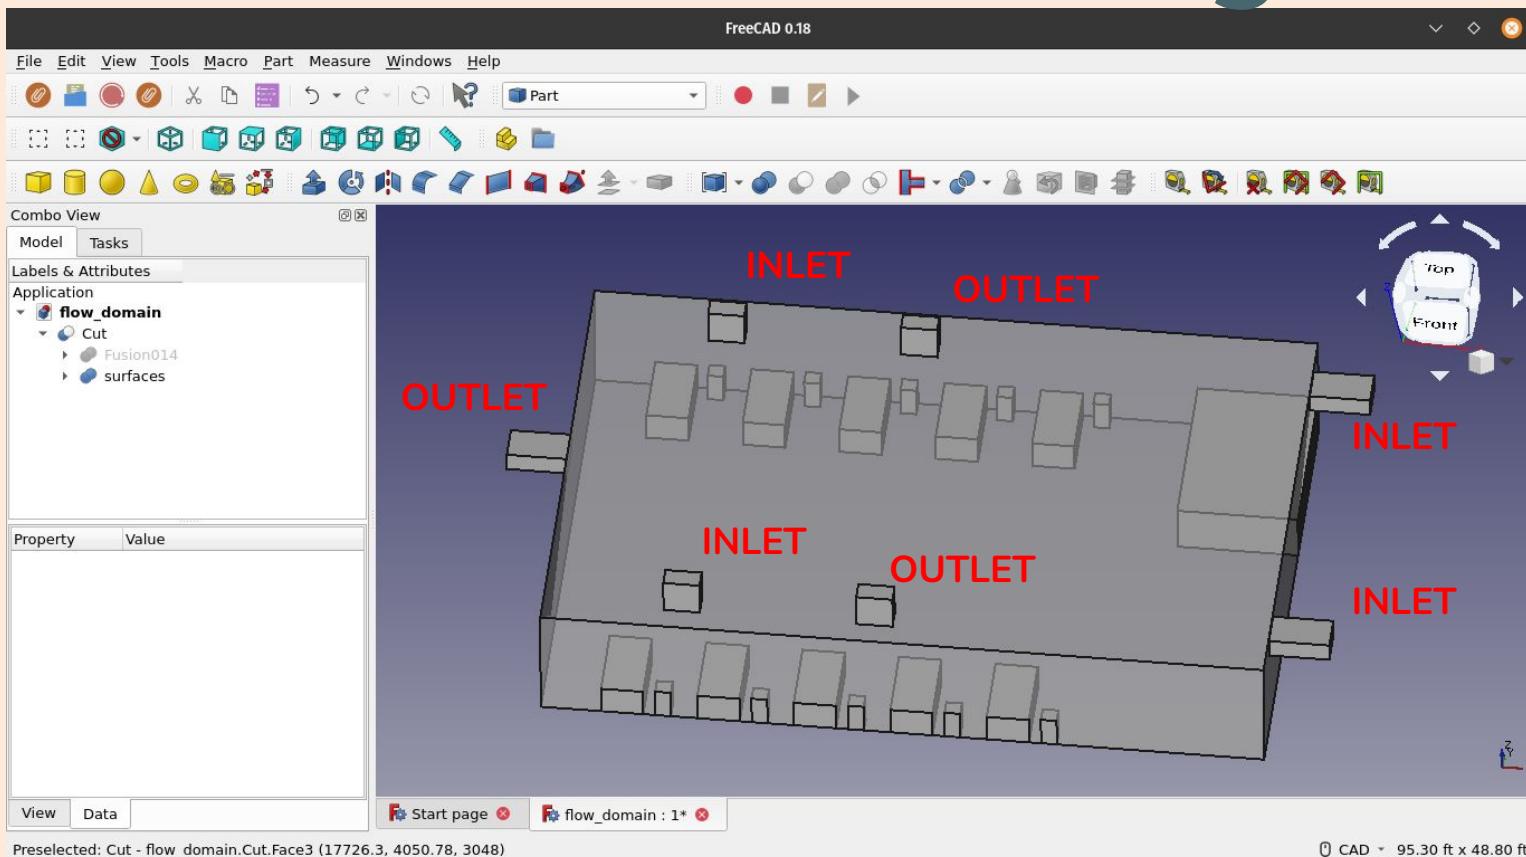 FreeCAD 0.18
File Edit View Tools Macro Part Measure Windows Help
Part
Combo View
Model Tasks
Labels & Attributes
Application
flow_domain
Cut
Fusion014
surfaces
Property Value
View Data
INLET
OUTLET
Top
Front
OUTLET
INLET
INLET
OUTLET
INLET
Z
Y
Start page
flow_domain : 1*
Preselected: Cut - flow_domain.Cut.Face3 (17726.3, 4050.78, 3048)
CAD
95.30 ft x 48.80 ft